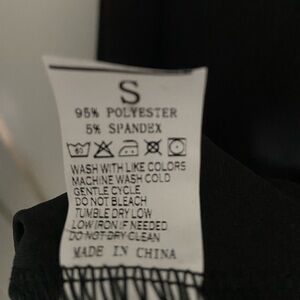 S
95% POLYESTER
5% SPANDEX
WASH WITH LIKE COLORS
MACHINE WASH COLD
GENTLE CYCLE
DO NOT BLEACH
TUMBLE DRY LOW
LOW IRON IF NEEDED
DO NOT DRY CLEAN
MADE IN CHINA